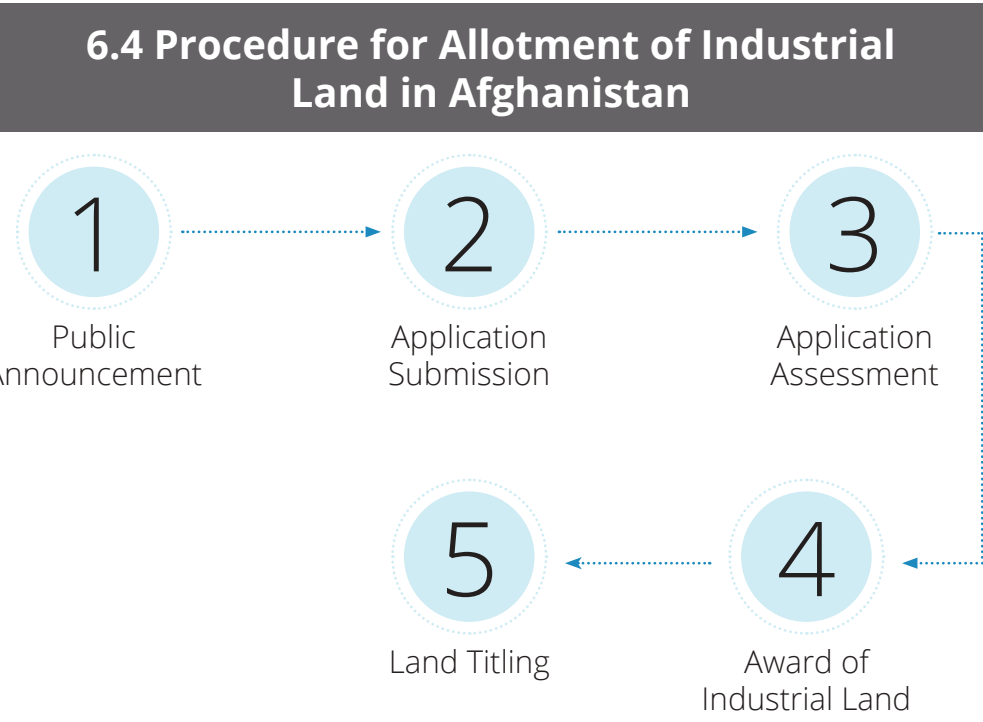 6.4 Procedure for Allotment of Industrial
Land in Afghanistan
1
2
3
Public
Announcement
Application
Submission
Application
Assessment
5
4
Land Titling
Award of
Industrial Land